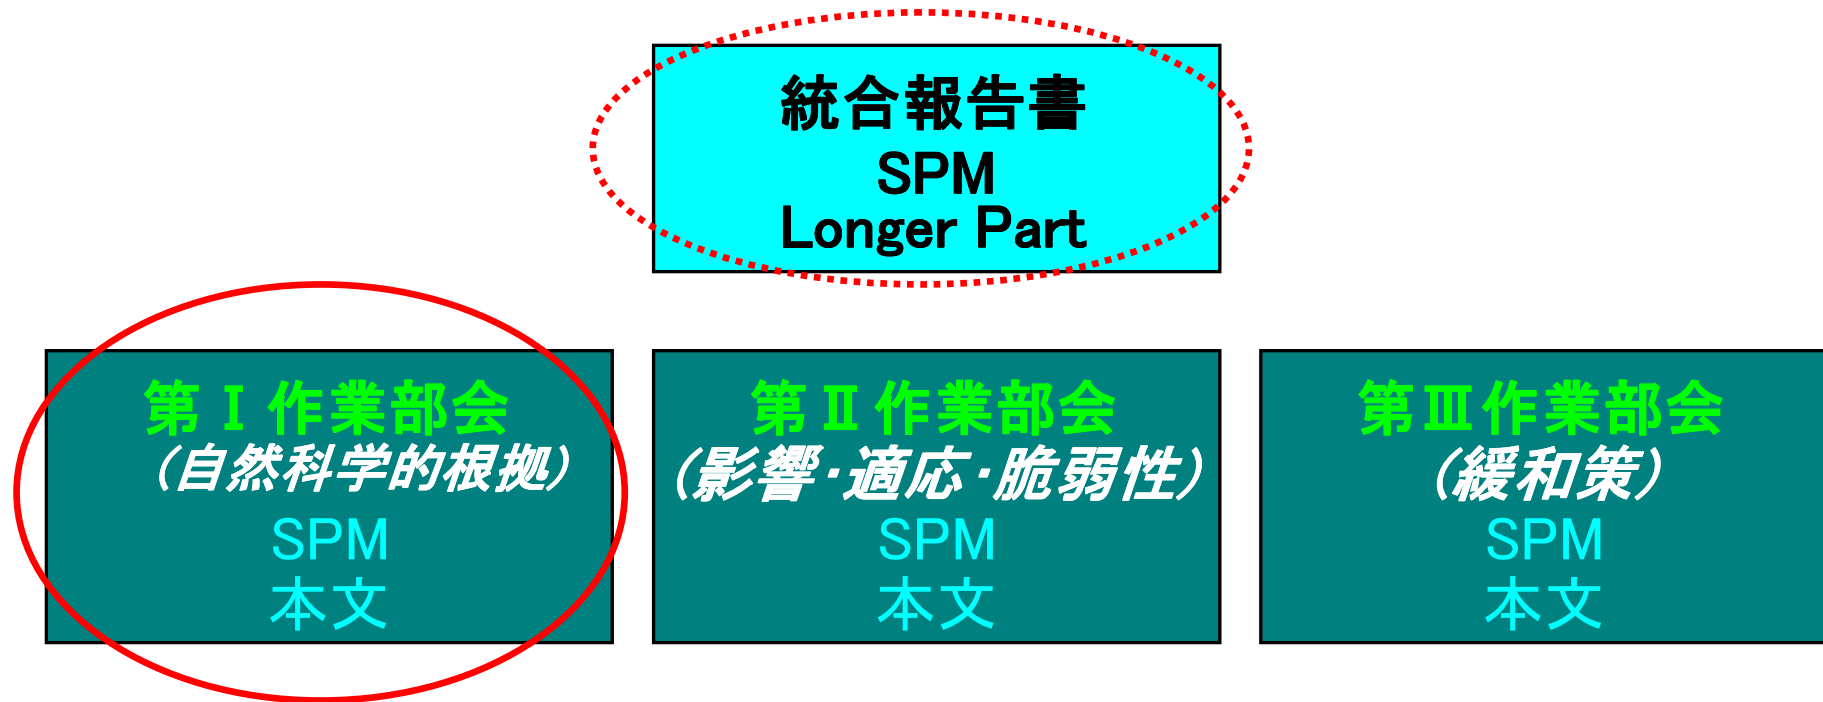 統合報告書
SPM
Longer Part
第Ⅰ作業部会
（自然科学的根拠）
SPM
本文
第Ⅱ作業部会
（影響・適応・脆弱性）
SPM
本文
第Ⅲ作業部会
（緩和策）
SPM
本文